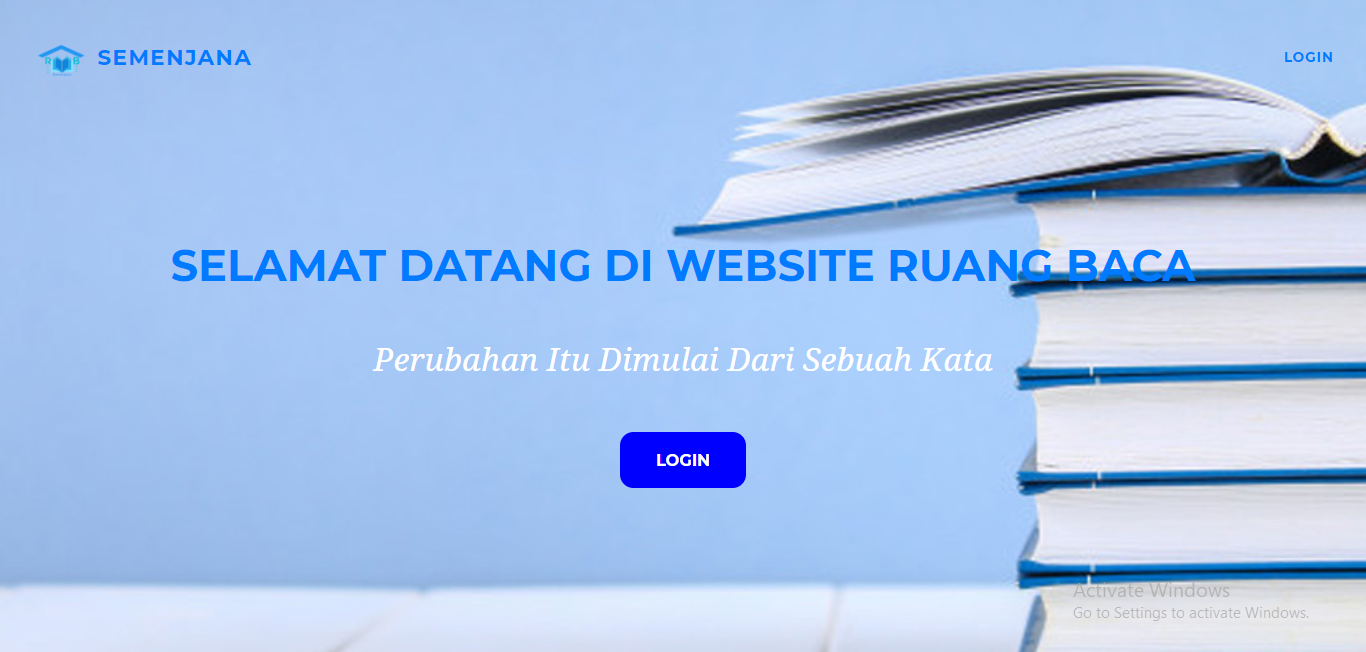 R B
SEMENJANA
LOGIN
SELAMAT DATANG DI WEBSITE RUANG BACA
Perubahan Itu Dimulai Dari Sebuah Kata
LOGIN
Activate Windows
Go to Settings to activate Windows.